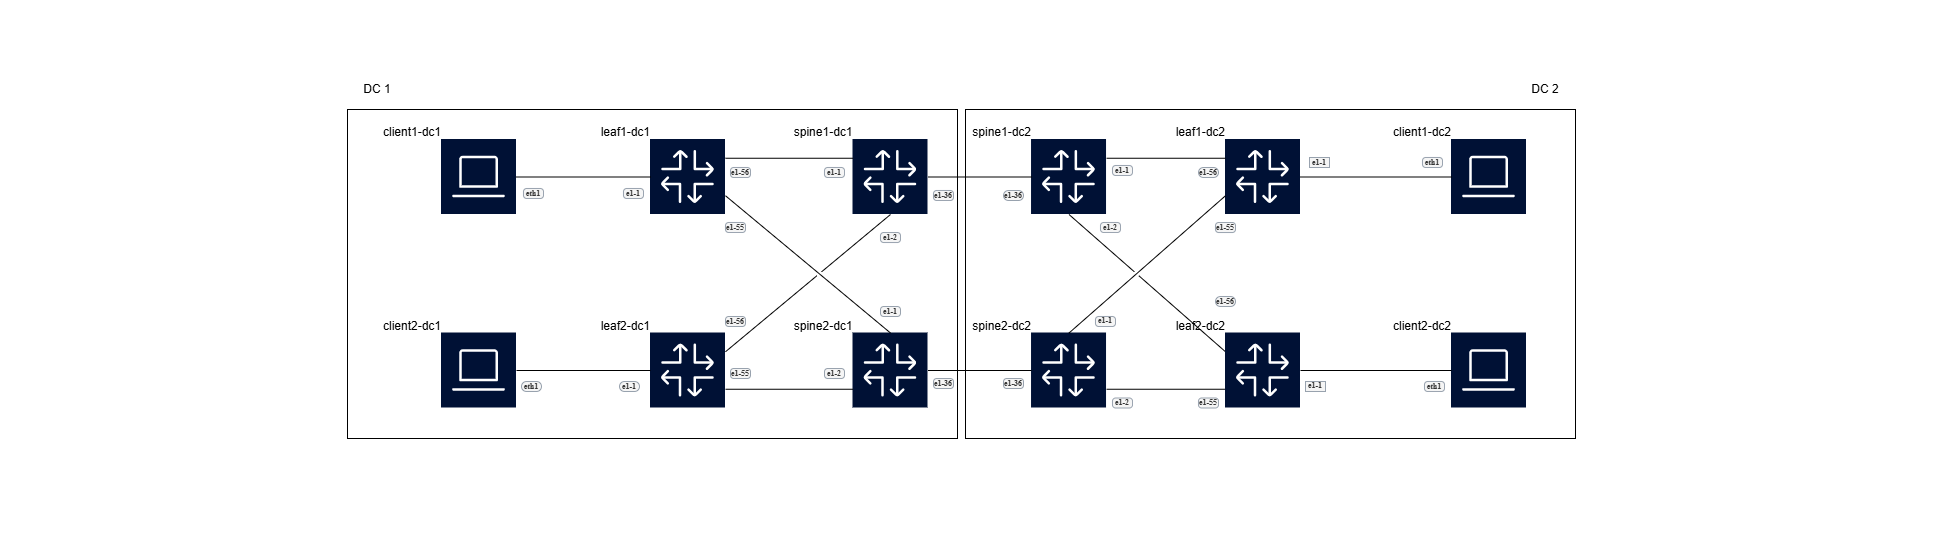 DC 1
DC 2
client1-dc1
leaf1-dc1
spine1-dc1
spine1-dc2
leaf1-dc2
client1-dc2
eth1
e1-1
e1-56
e1-1
e1-36
e1-36
e1-1
e1-56
e1-1
eth1
e1-55
e1-2
e1-2
e1-55
e1-56
e1-1
e1-1
e1-56
client2-dc1
leaf2-dc1
spine2-dc1
spine2-dc2
leaf2-dc2
client2-dc2
eth1
e1-1
e1-55
e1-2
e1-36
e1-36
e1-2
e1-55
e1-1
eth1